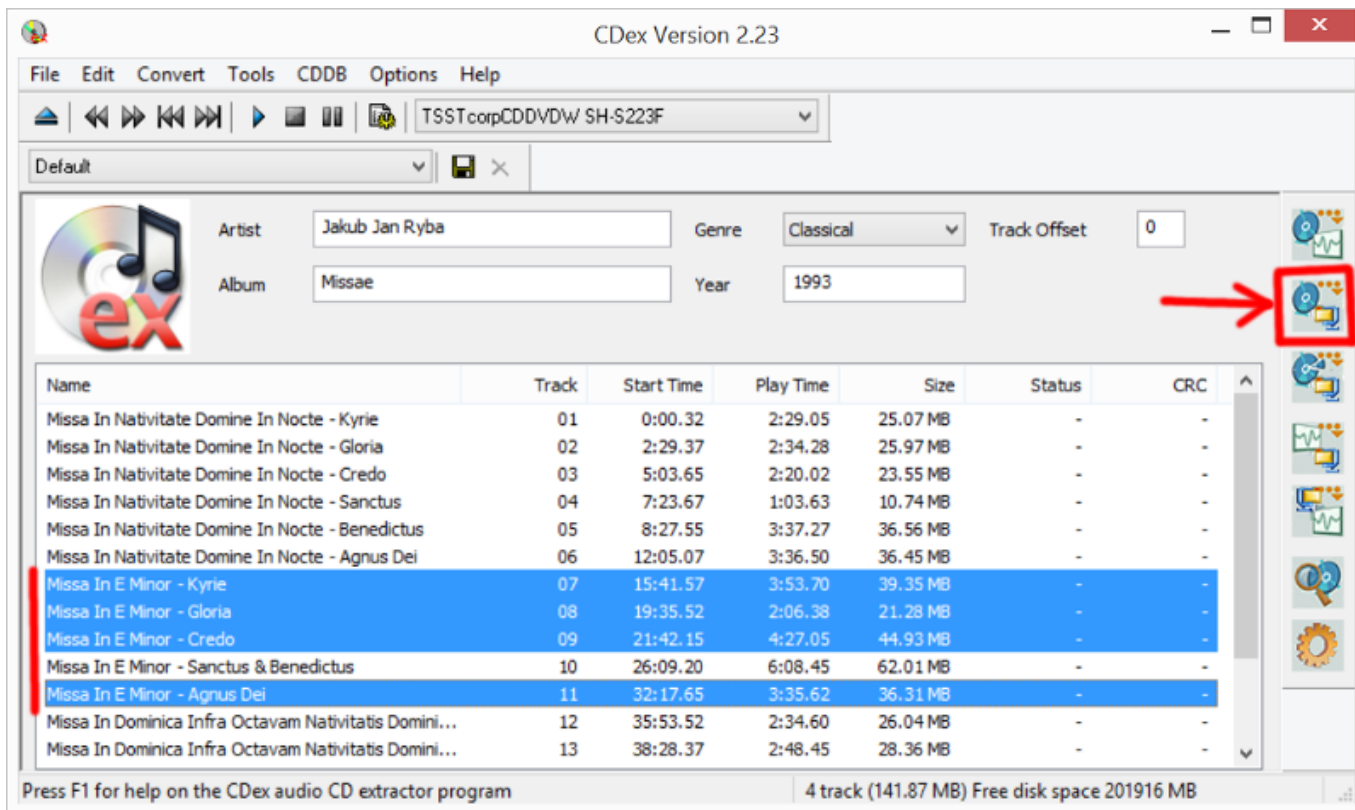 CDex Version 2.23
File Edit Convert Tools CDDB Options Help
TSSTcorpCDDVDW SH-S223F
Default
ex
Artist Jakub Jan Ryba Genre Classical Track Offset 0
Album Missae Year 1993
Name Track Start Time Play Time Size Status CRC
Missa In Nativitate Domine In Nocte - Kyrie 01 0:00.32 2:29.05 25.07 MB - -
Missa In Nativitate Domine In Nocte - Gloria 02 2:29.37 2:34.28 25.97 MB - -
Missa In Nativitate Domine In Nocte - Credo 03 5:03.65 2:20.02 23.55 MB - -
Missa In Nativitate Domine In Nocte - Sanctus 04 7:23.67 1:03.63 10.74 MB - -
Missa In Nativitate Domine In Nocte - Benedictus 05 8:27.55 3:37.27 36.56 MB - -
Missa In Nativitate Domine In Nocte - Agnus Dei 06 12:05.07 3:36.50 36.45 MB - -
Missa In E Minor - Kyrie 07 15:41.57 3:53.70 39.35 MB - -
Missa In E Minor - Gloria 08 19:35.52 2:06.38 21.28 MB - -
Missa In E Minor - Credo 09 21:42.15 4:27.05 44.93 MB - -
Missa In E Minor - Sanctus & Benedictus 10 26:09.20 6:08.45 62.01 MB - -
Missa In E Minor - Agnus Dei 11 32:17.65 3:35.62 36.31 MB - -
Missa In Dominica Infra Octavam Nativitatis Domini... 12 35:53.52 2:34.60 26.04 MB - -
Missa In Dominica Infra Octavam Nativitatis Domini... 13 38:28.37 2:48.45 28.36 MB - -
Press F1 for help on the CDex audio CD extractor program 4 track (141.87 MB) Free disk space 201916 MB